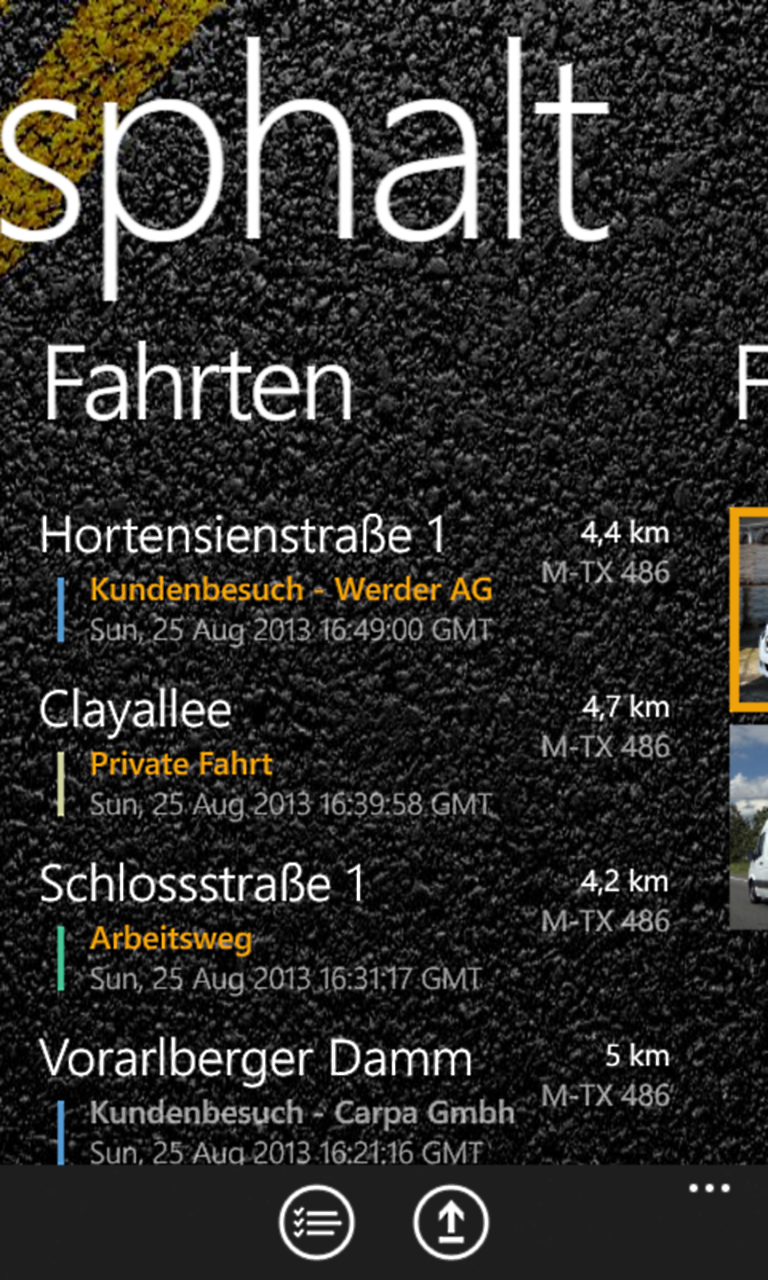 sphalt
Fahrten
F
Hortensienstraße 1
4,4 km
Kundenbesuch - Werder AG
M-TX 486
Sun, 25 Aug 2013 16:49:00 GMT
Clayallee
4,7 km
Private Fahrt
M-TX 486
Sun, 25 Aug 2013 16:39:58 GMT
Schlossstraße 1
4,2 km
Arbeitsweg
M-TX 486
Sun, 25 Aug 2013 16:31:17 GMT
Vorarlberger Damm
5 km
Kundenbesuch - Carpa Gmbh
M-TX 486
Sun, 25 Aug 2013 16:21:16 GMT